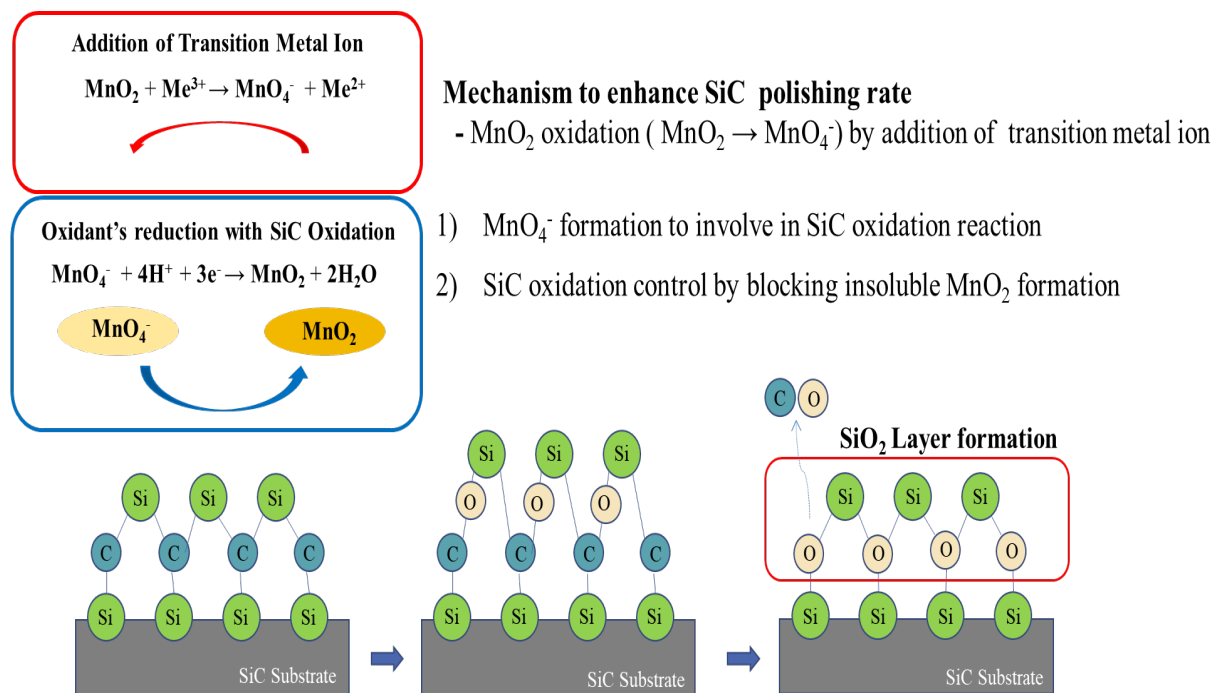 Addition of Transition Metal Ion
MnO₂ + Me³⁺ → MnO₄⁻ + Me²⁺
Mechanism to enhance SiC polishing rate
- MnO₂ oxidation ( MnO₂ → MnO₄⁻) by addition of transition metal ion
Oxidant's reduction with SiC Oxidation
MnO₄⁻ + 4H⁺ + 3e⁻ → MnO₂ + 2H₂O
MnO₄⁻
MnO₂
1) MnO₄⁻ formation to involve in SiC oxidation reaction
2) SiC oxidation control by blocking insoluble MnO₂ formation
Si Si Si
C C C C
Si Si Si Si
SiC Substrate
Si Si Si
O O O
C C C C
Si Si Si Si
SiC Substrate
C O
SiO₂ Layer formation
Si Si Si
O O O O
Si Si Si Si
SiC Substrate